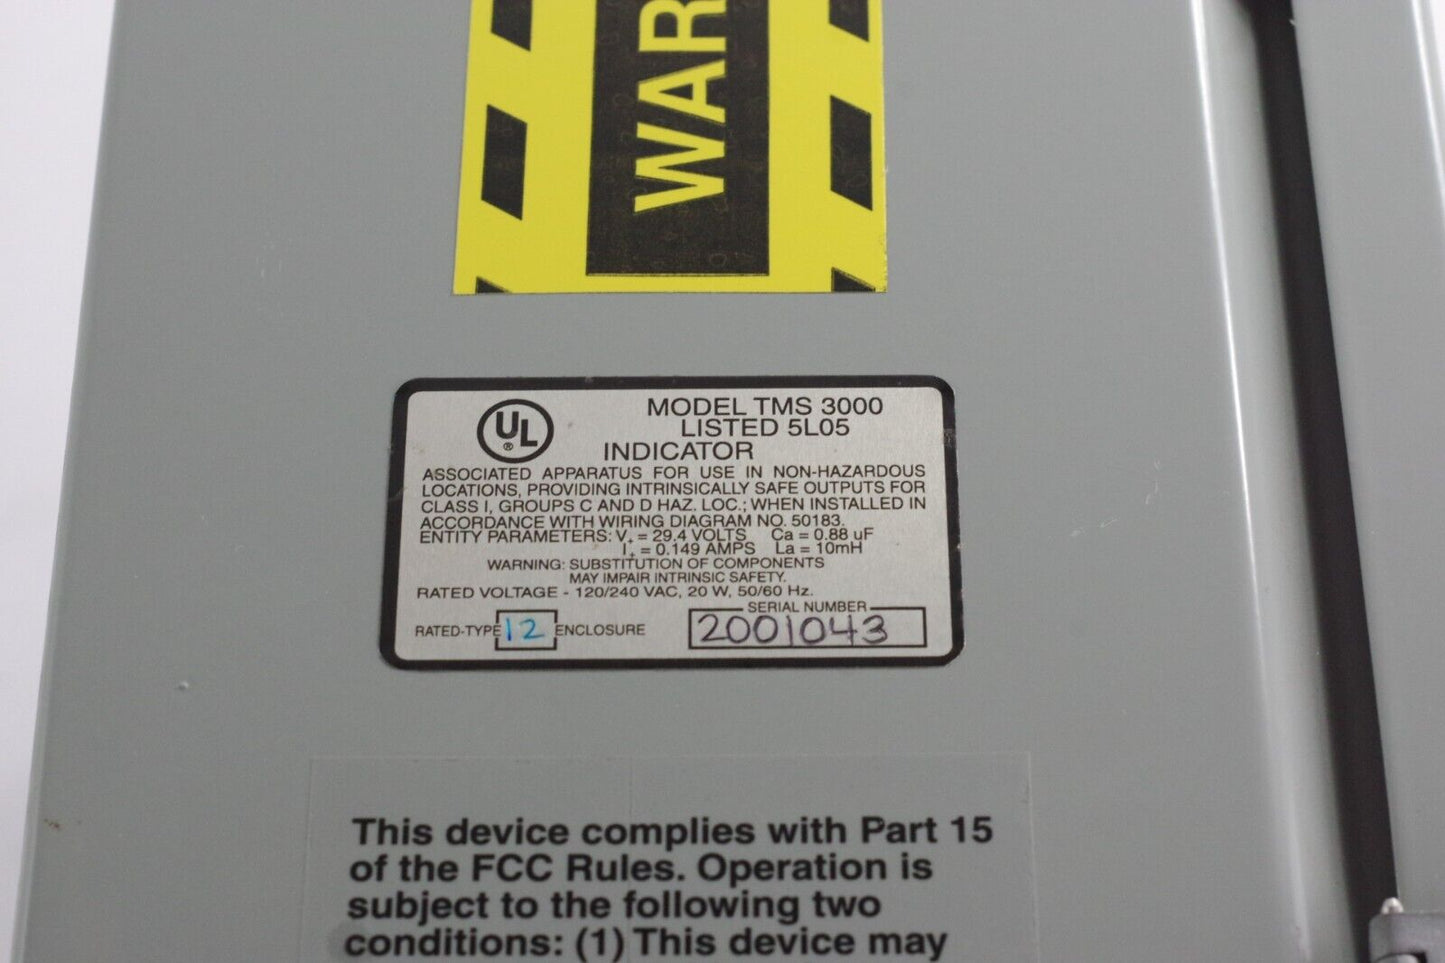 WAR
UL
®
MODEL TMS 3000
LISTED 5L05
INDICATOR
ASSOCIATED APPARATUS FOR USE IN NON-HAZARDOUS
LOCATIONS, PROVIDING INTRINSICALLY SAFE OUTPUTS FOR
CLASS I, GROUPS C AND D HAZ. LOC.; WHEN INSTALLED IN
ACCORDANCE WITH WIRING DIAGRAM NO. 50183.
ENTITY PARAMETERS: V+ = 29.4 VOLTS Ca = 0.88 uF
I+ = 0.149 AMPS La = 10mH
WARNING: SUBSTITUTION OF COMPONENTS
MAY IMPAIR INTRINSIC SAFETY.
RATED VOLTAGE - 120/240 VAC, 20 W, 50/60 Hz.
SERIAL NUMBER
RATED-TYPE 12 ENCLOSURE 2001043
This device complies with Part 15
of the FCC Rules. Operation is
subject to the following two
conditions: (1) This device may